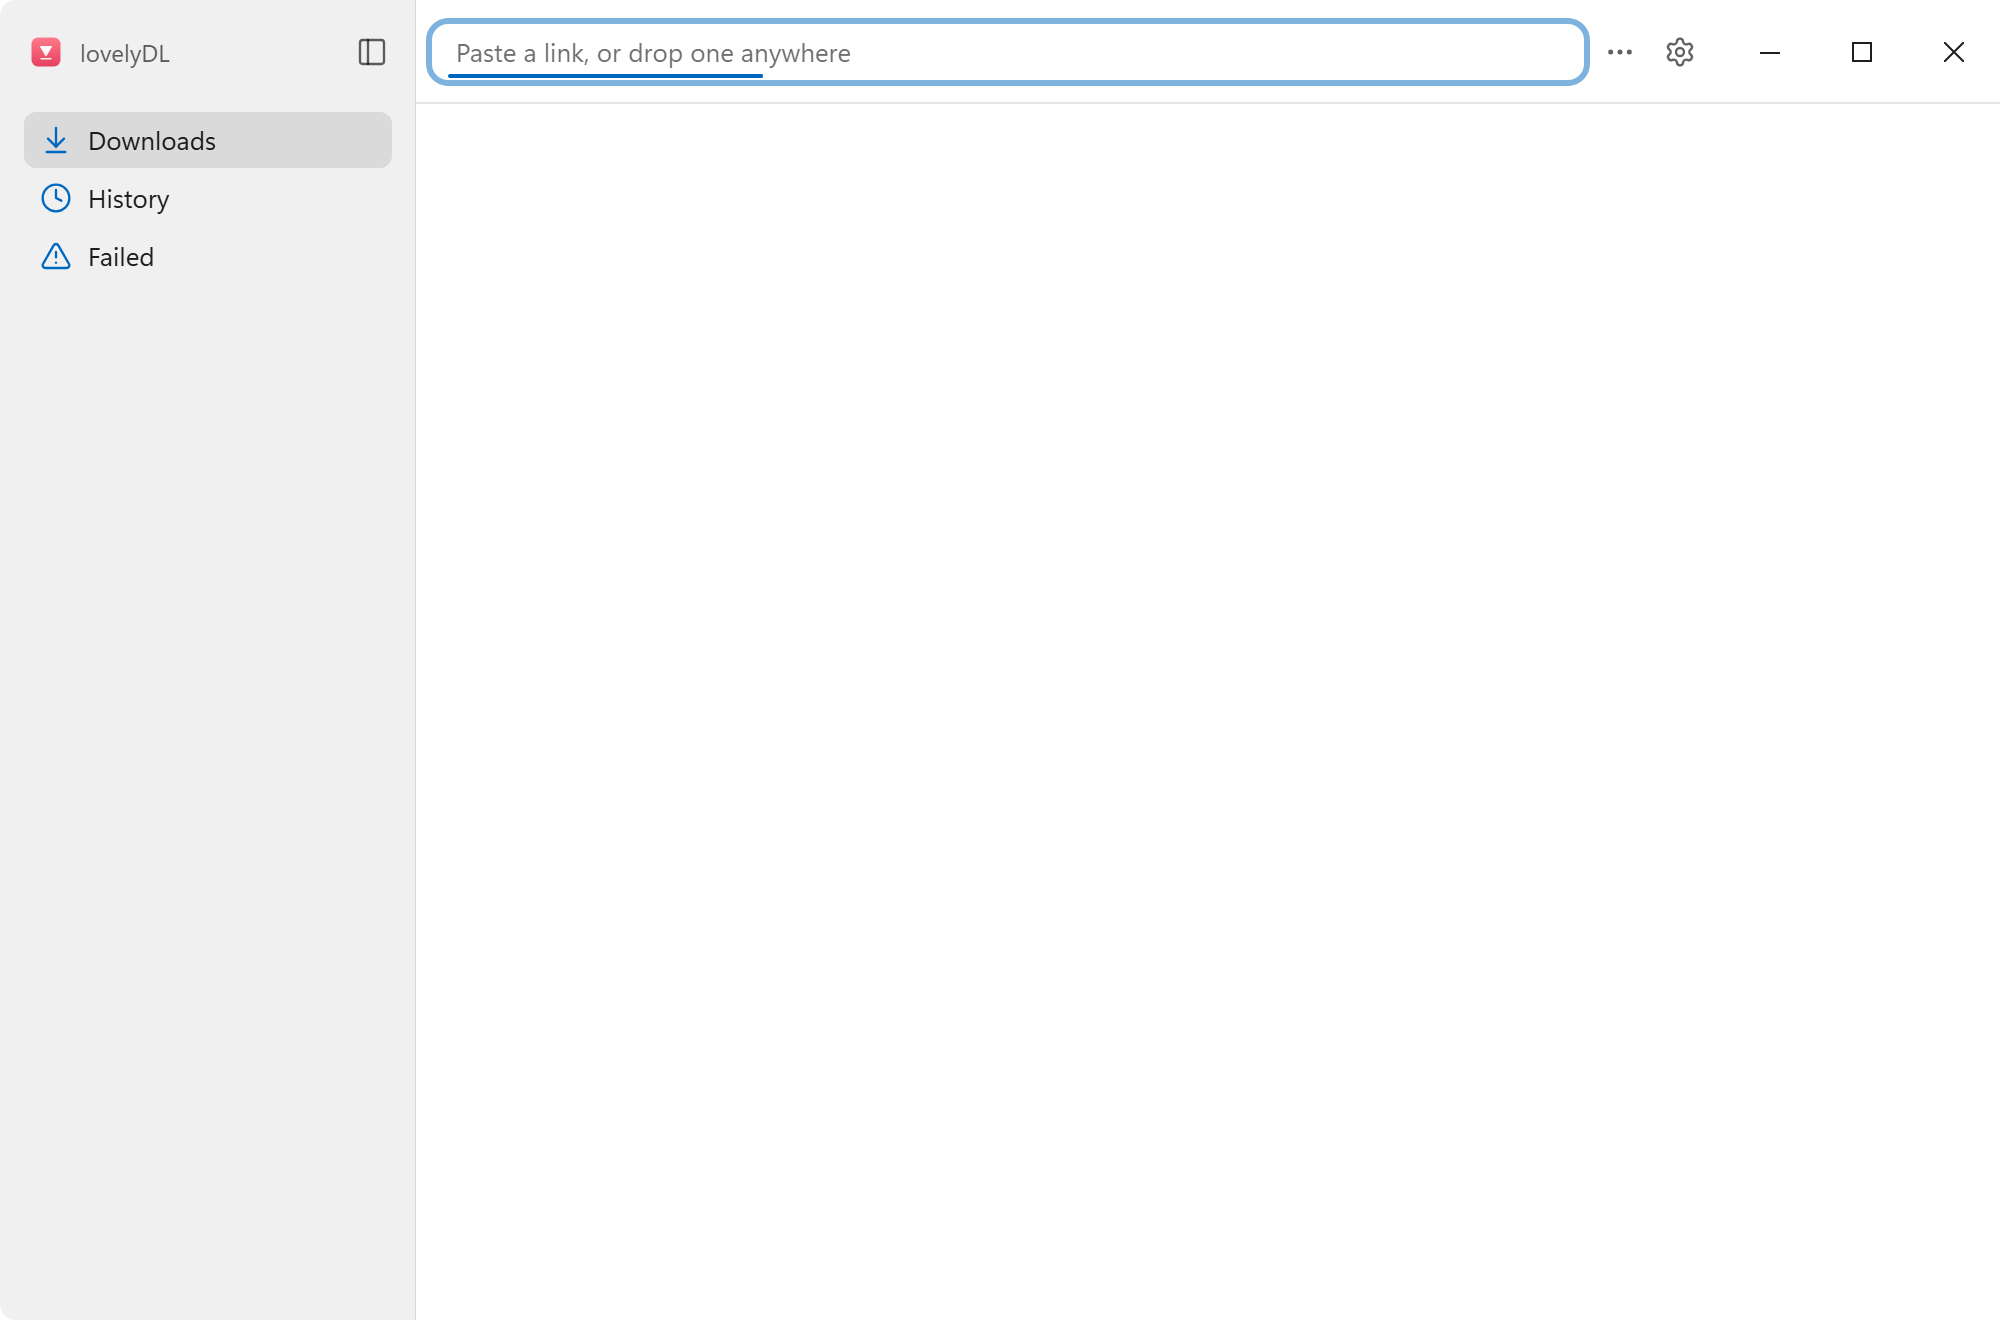 lovelyDL
Paste a link, or drop one anywhere
Downloads
History
Failed